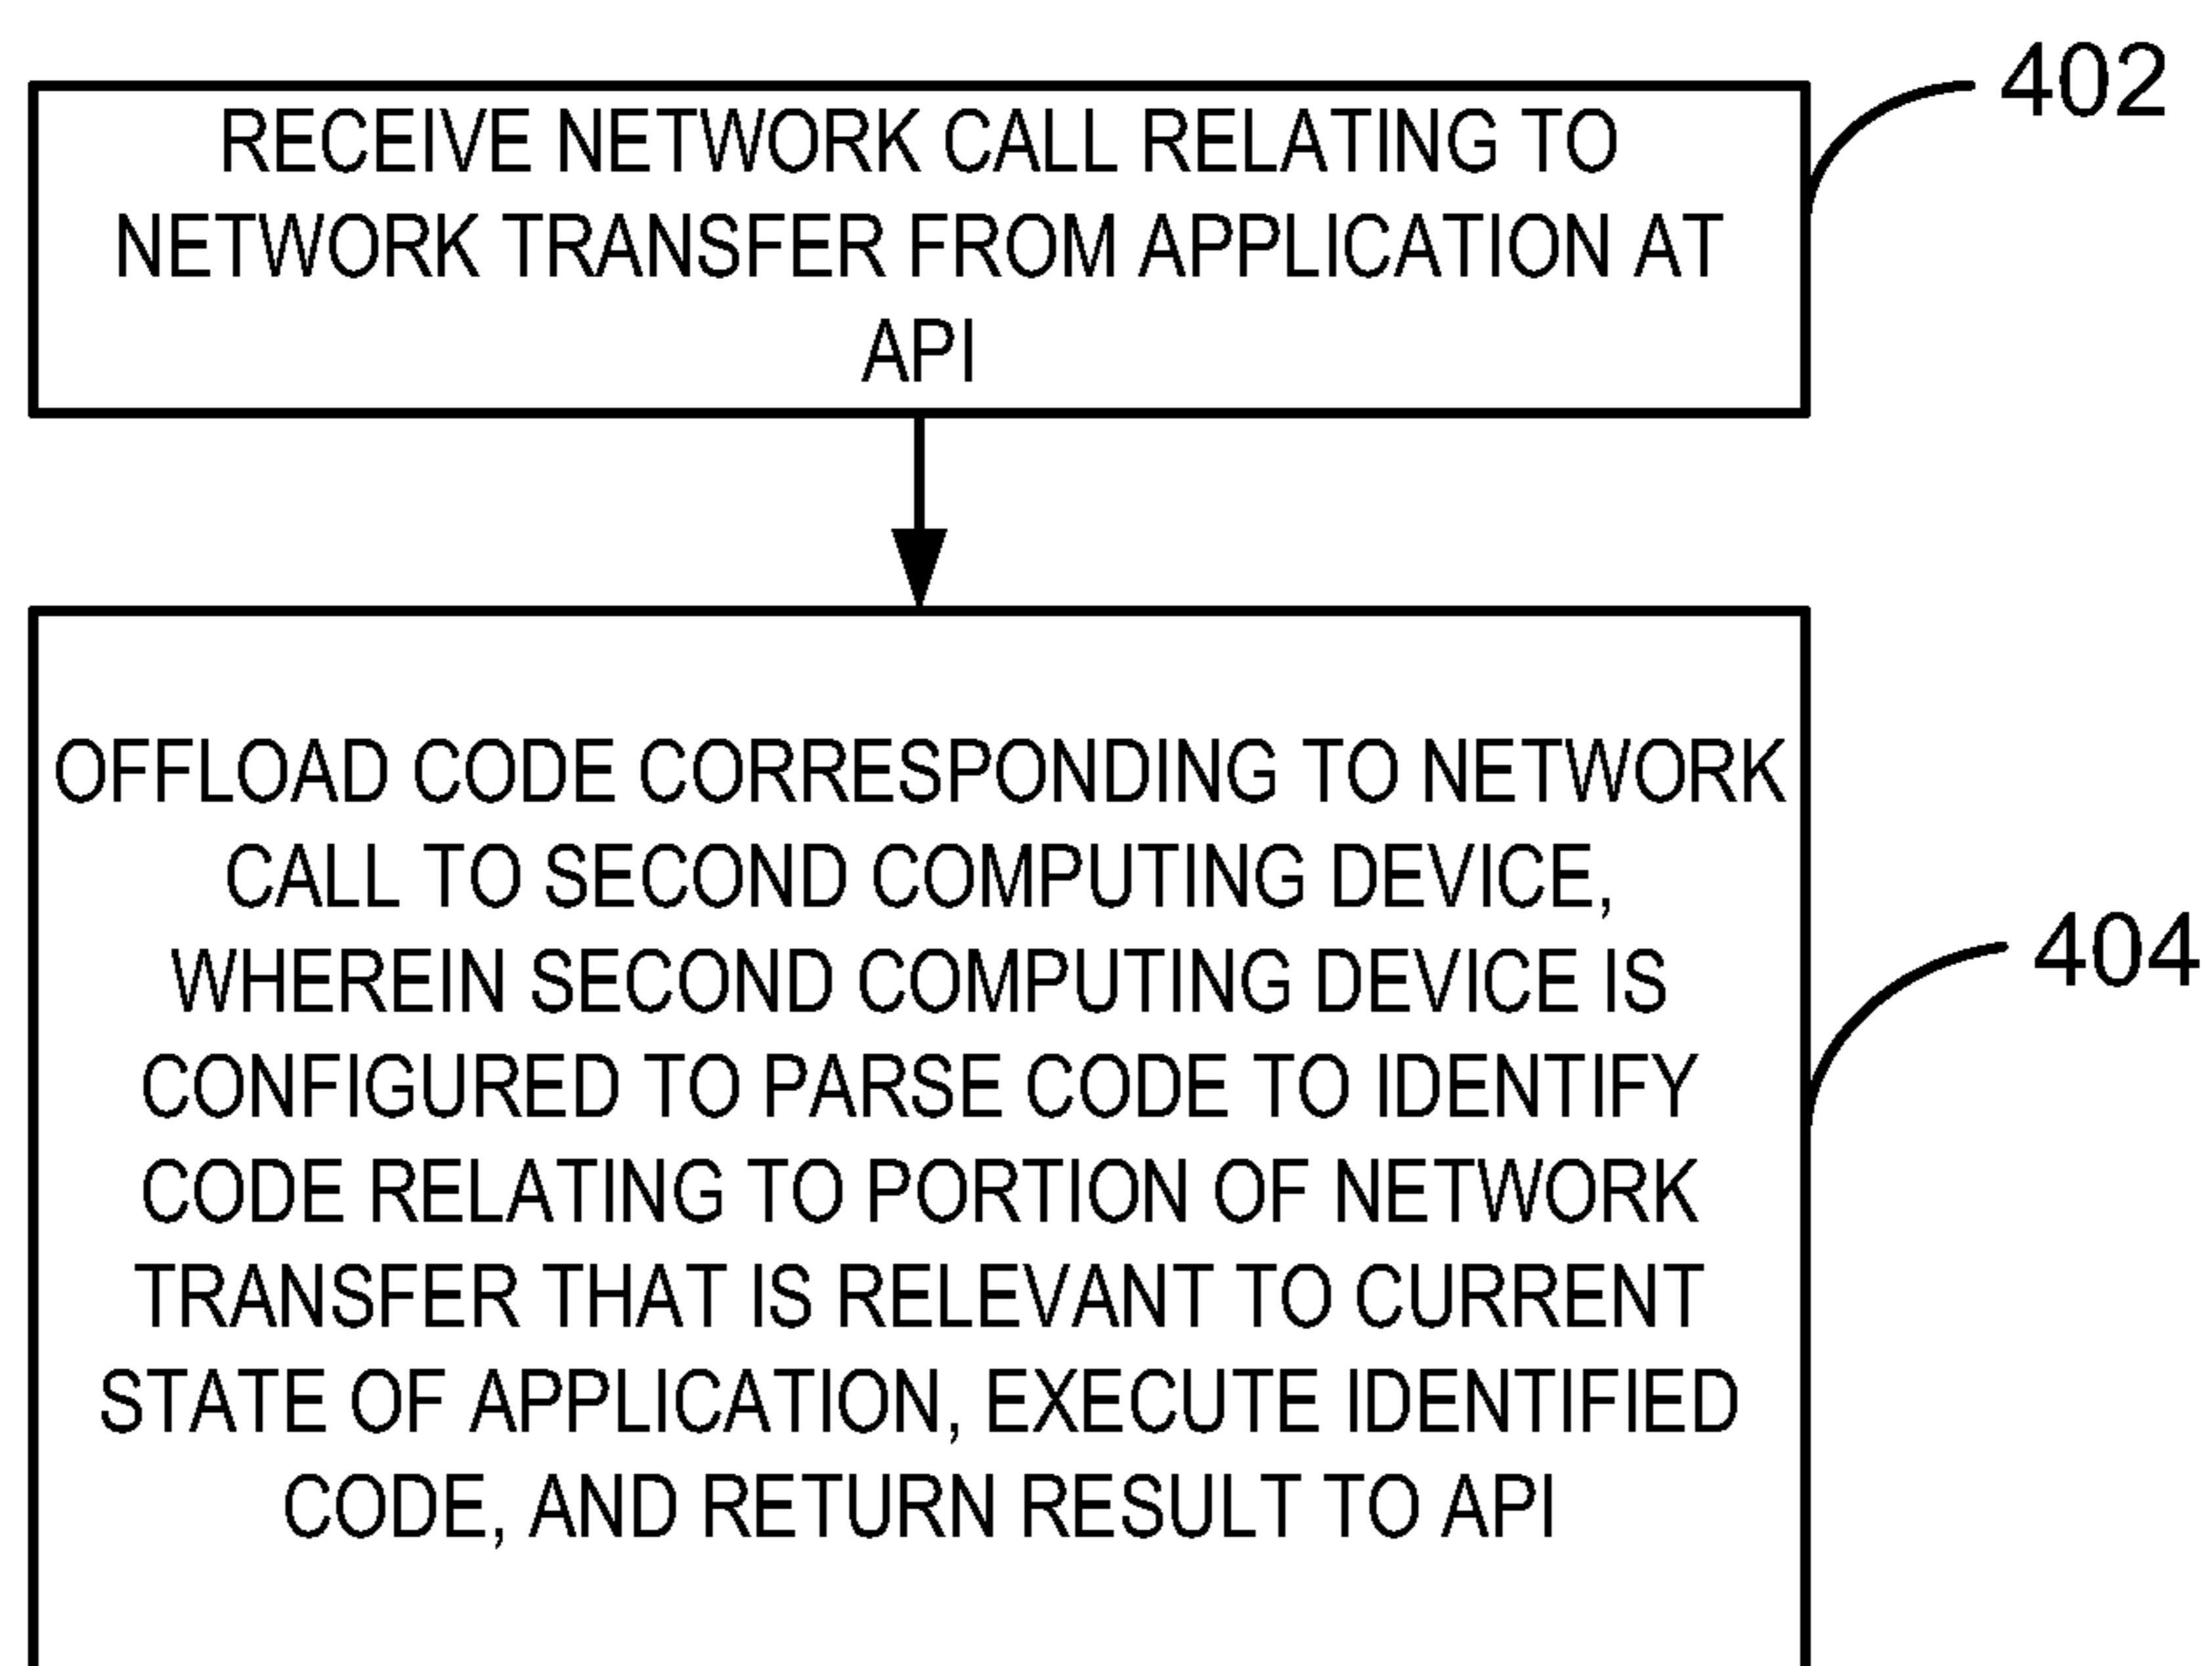 402
RECEIVE NETWORK CALL RELATING TO
NETWORK TRANSFER FROM APPLICATION AT
API
OFFLOAD CODE CORRESPONDING TO NETWORK
CALL TO SECOND COMPUTING DEVICE,
WHEREIN SECOND COMPUTING DEVICE IS
CONFIGURED TO PARSE CODE TO IDENTIFY
CODE RELATING TO PORTION OF NETWORK
TRANSFER THAT IS RELEVANT TO CURRENT
STATE OF APPLICATION, EXECUTE IDENTIFIED
CODE, AND RETURN RESULT TO API
404